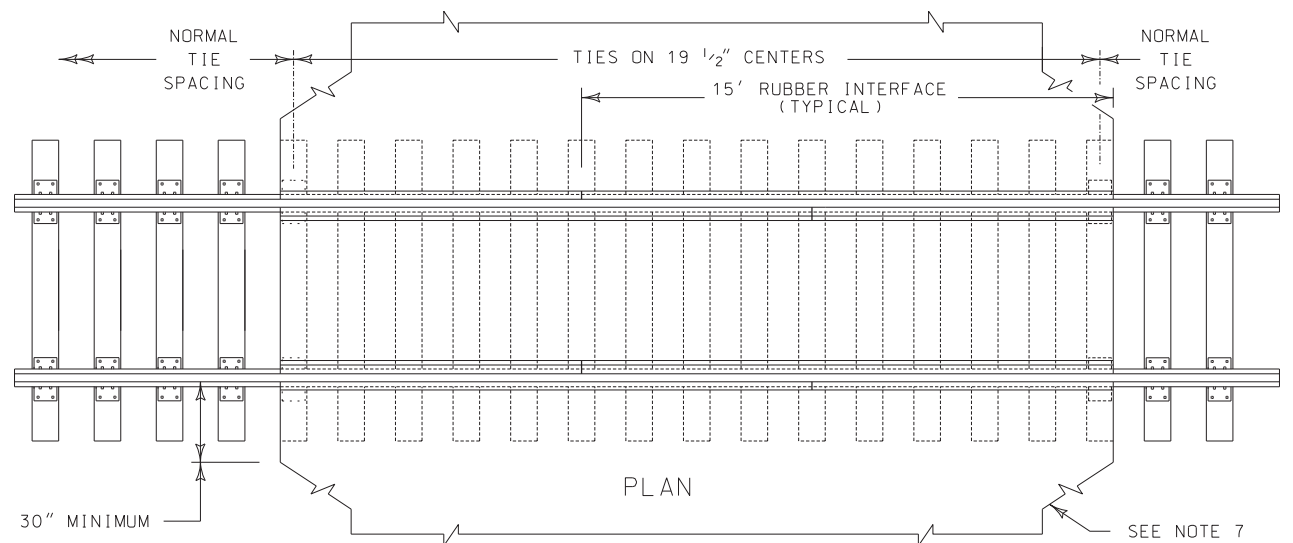 NORMAL
TIE
SPACING
TIES ON 19 1/2" CENTERS
NORMAL
TIE
SPACING
15' RUBBER INTERFACE
(TYPICAL)
PLAN
30" MINIMUM
SEE NOTE 7